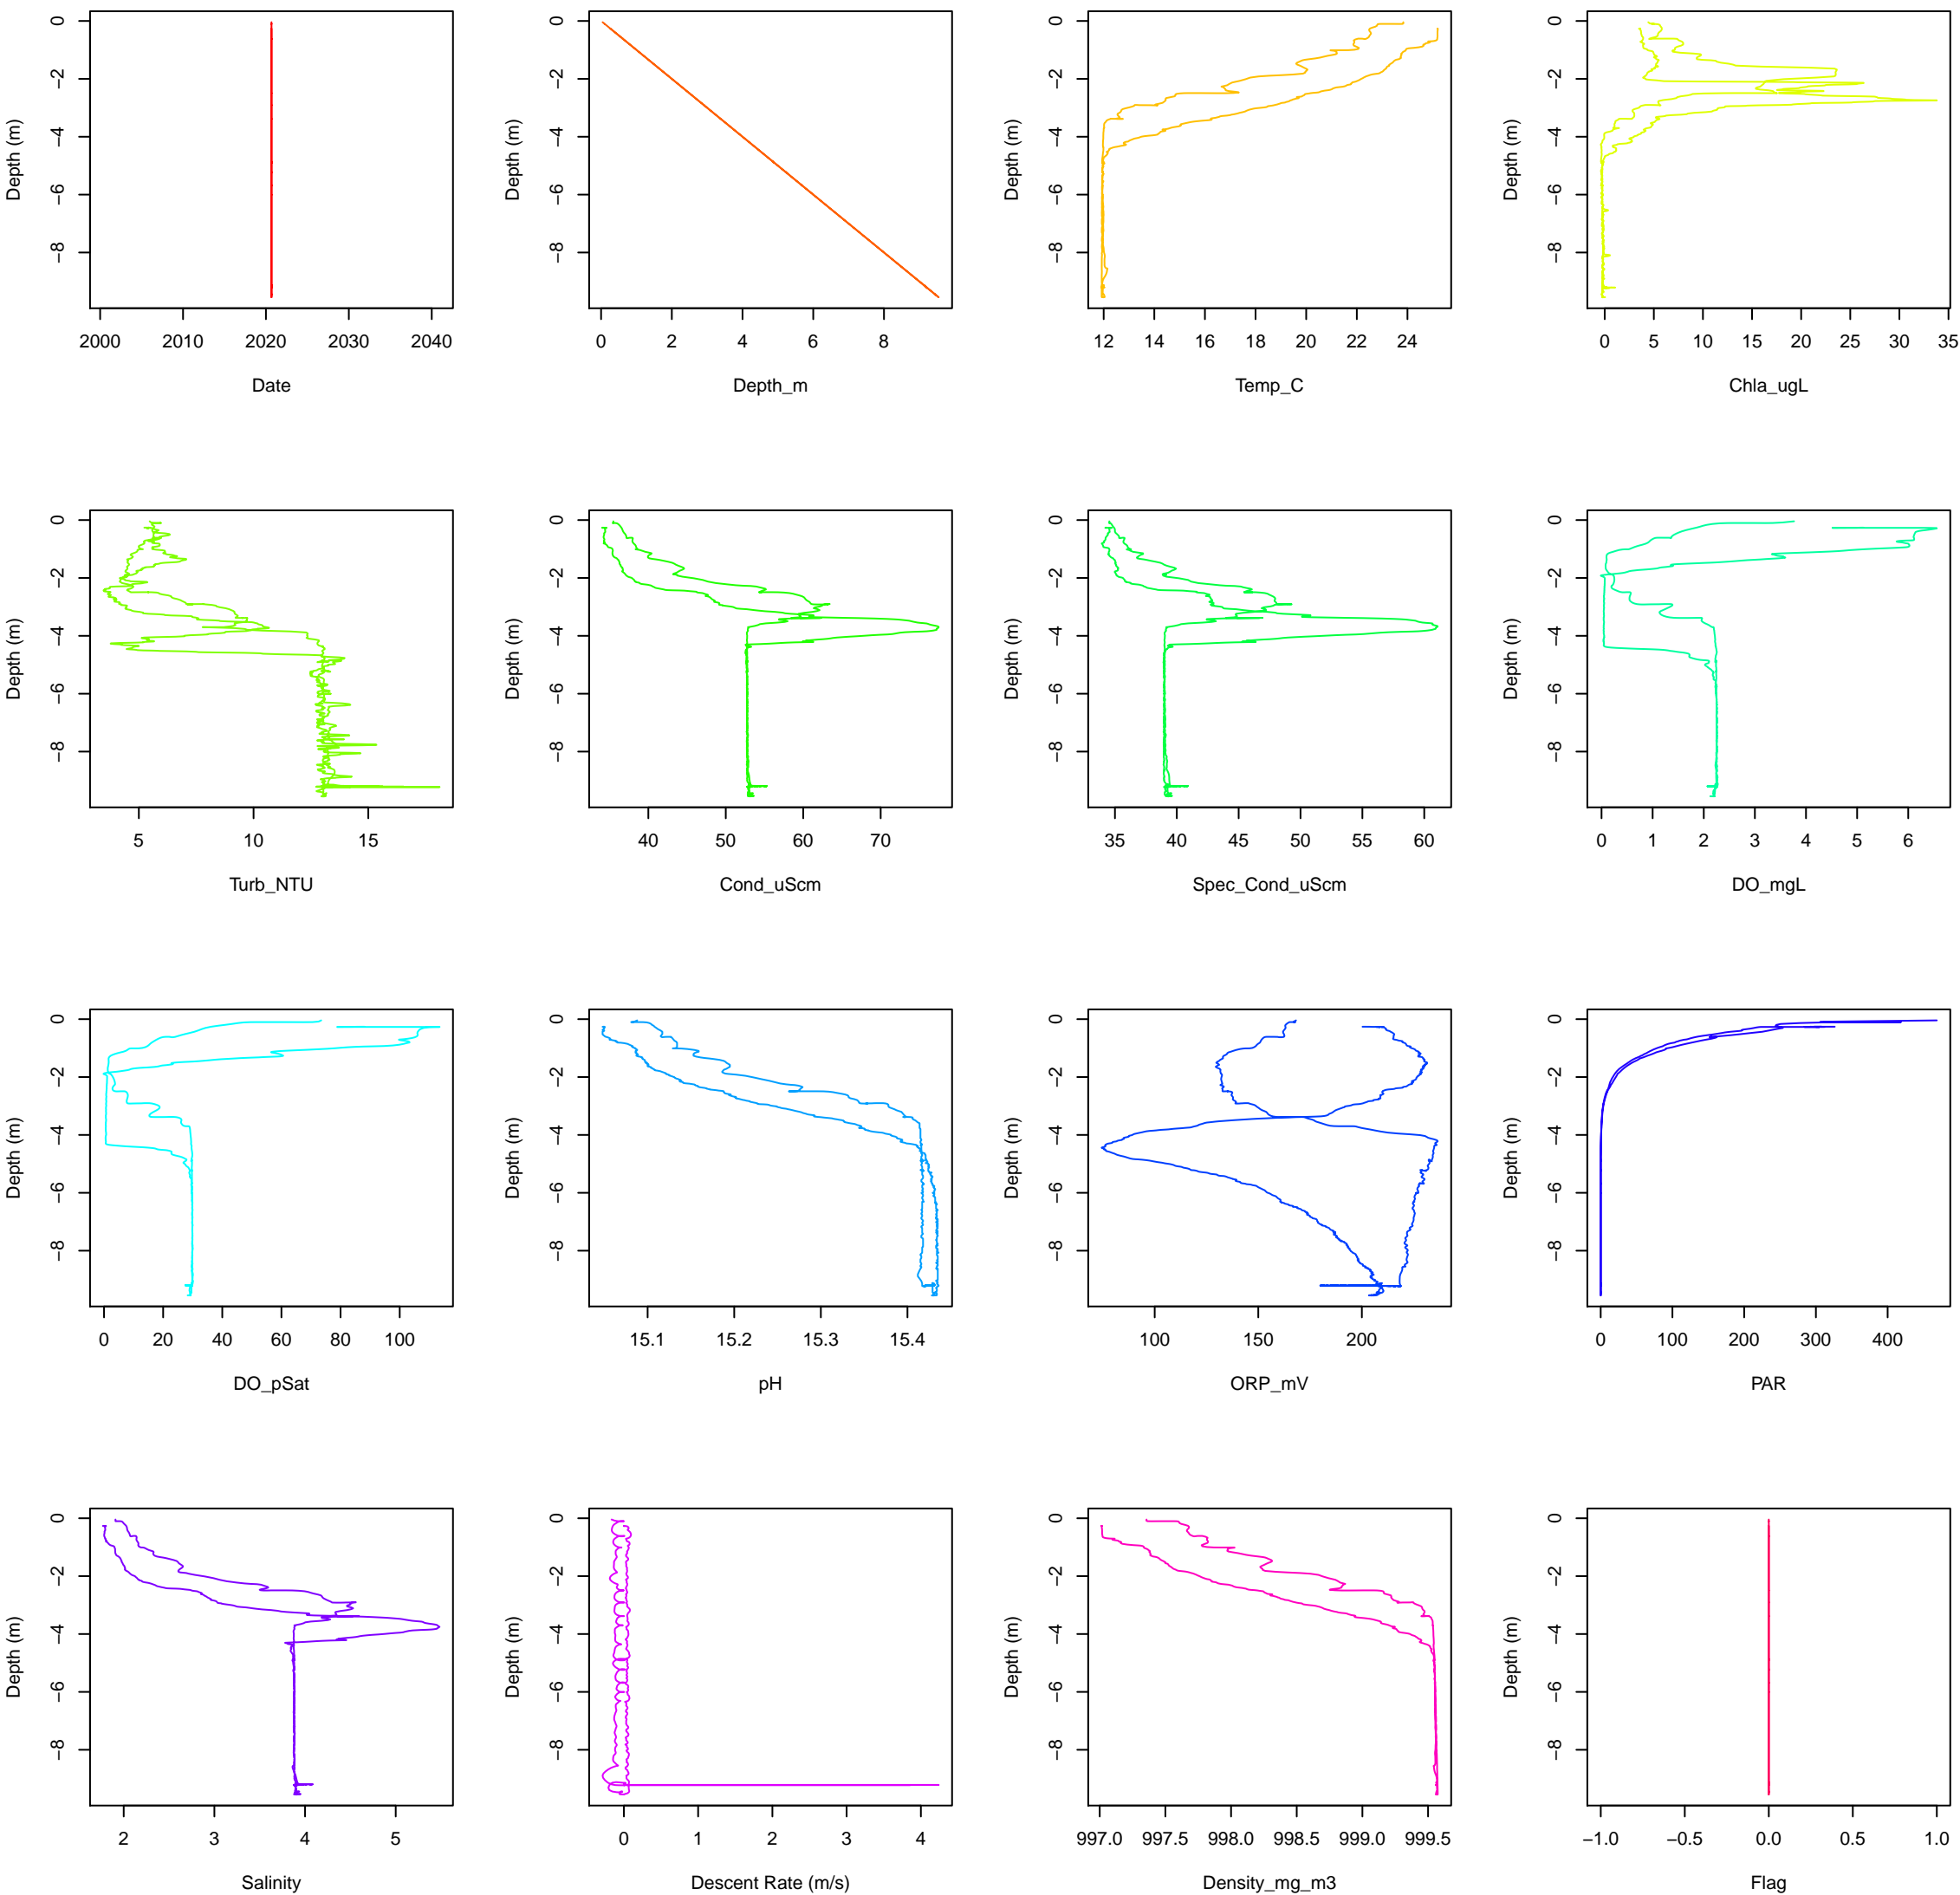 Depth (m)
0
−2
−4
−6
−8
2000 2010 2020 2030 2040
Date
Depth (m)
0
−2
−4
−6
−8
0 2 4 6 8
Depth_m
Depth (m)
0
−2
−4
−6
−8
12 14 16 18 20 22 24
Temp_C
Depth (m)
0
−2
−4
−6
−8
0 5 10 15 20 25 30 35
Chla_ugL
Depth (m)
0
−2
−4
−6
−8
5 10 15
Turb_NTU
Depth (m)
0
−2
−4
−6
−8
40 50 60 70
Cond_uScm
Depth (m)
0
−2
−4
−6
−8
35 40 45 50 55 60
Spec_Cond_uScm
Depth (m)
0
−2
−4
−6
−8
0 1 2 3 4 5 6
DO_mgL
Depth (m)
0
−2
−4
−6
−8
0 20 40 60 80 100
DO_pSat
Depth (m)
0
−2
−4
−6
−8
15.1 15.2 15.3 15.4
pH
Depth (m)
0
−2
−4
−6
−8
100 150 200
ORP_mV
Depth (m)
0
−2
−4
−6
−8
0 100 200 300 400
PAR
Depth (m)
0
−2
−4
−6
−8
2 3 4 5
Salinity
Depth (m)
0
−2
−4
−6
−8
0 1 2 3 4
Descent Rate (m/s)
Depth (m)
0
−2
−4
−6
−8
997.0 997.5 998.0 998.5 999.0 999.5
Density_mg_m3
Depth (m)
0
−2
−4
−6
−8
−1.0 −0.5 0.0 0.5 1.0
Flag